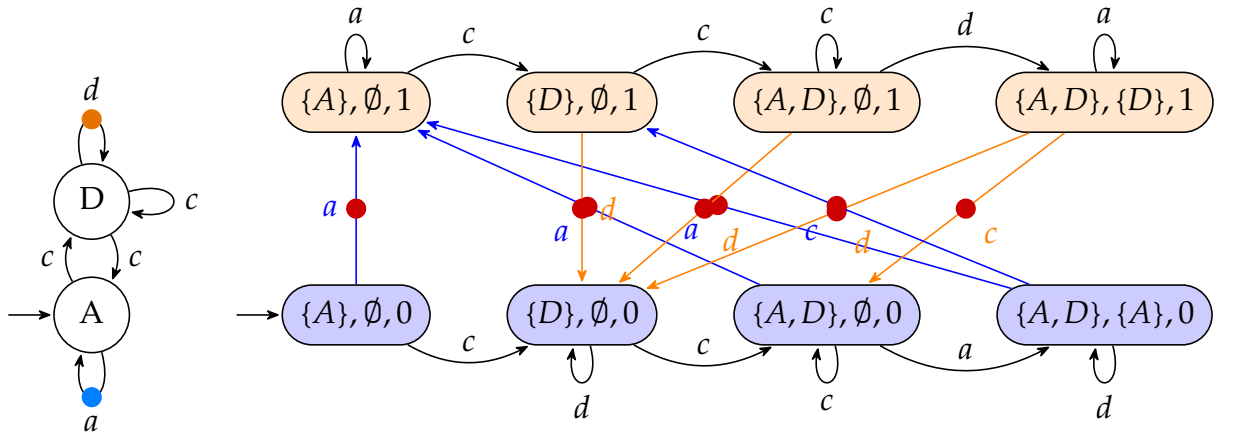 a c c c d a
{A}, ∅, 1 {D}, ∅, 1 {A, D}, ∅, 1 {A, D}, {D}, 1
d
D c
a a d a d c d c
c c
A
{A}, ∅, 0 {D}, ∅, 0 {A, D}, ∅, 0 {A, D}, {A}, 0
c c a
a d c d